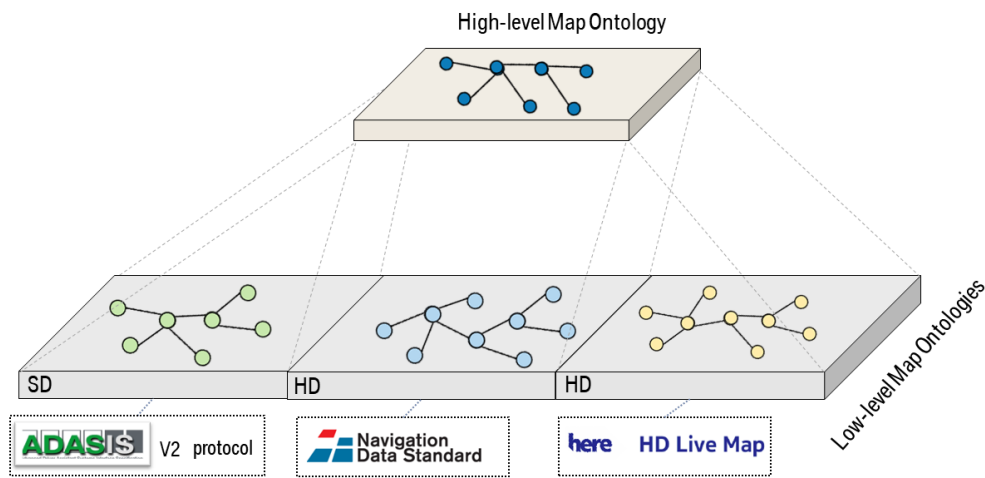 High-level Map Ontology
SD
HD
HD
Low-level Map Ontologies
ADASIS V2 protocol
Navigation
Data Standard
here HD Live Map